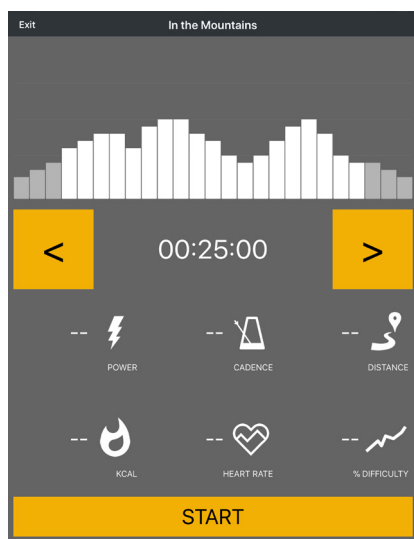 Exit In the Mountains
< 00:25:00 >
-- -- --
POWER CADENCE DISTANCE
-- -- --
KCAL HEART RATE % DIFFICULTY
START